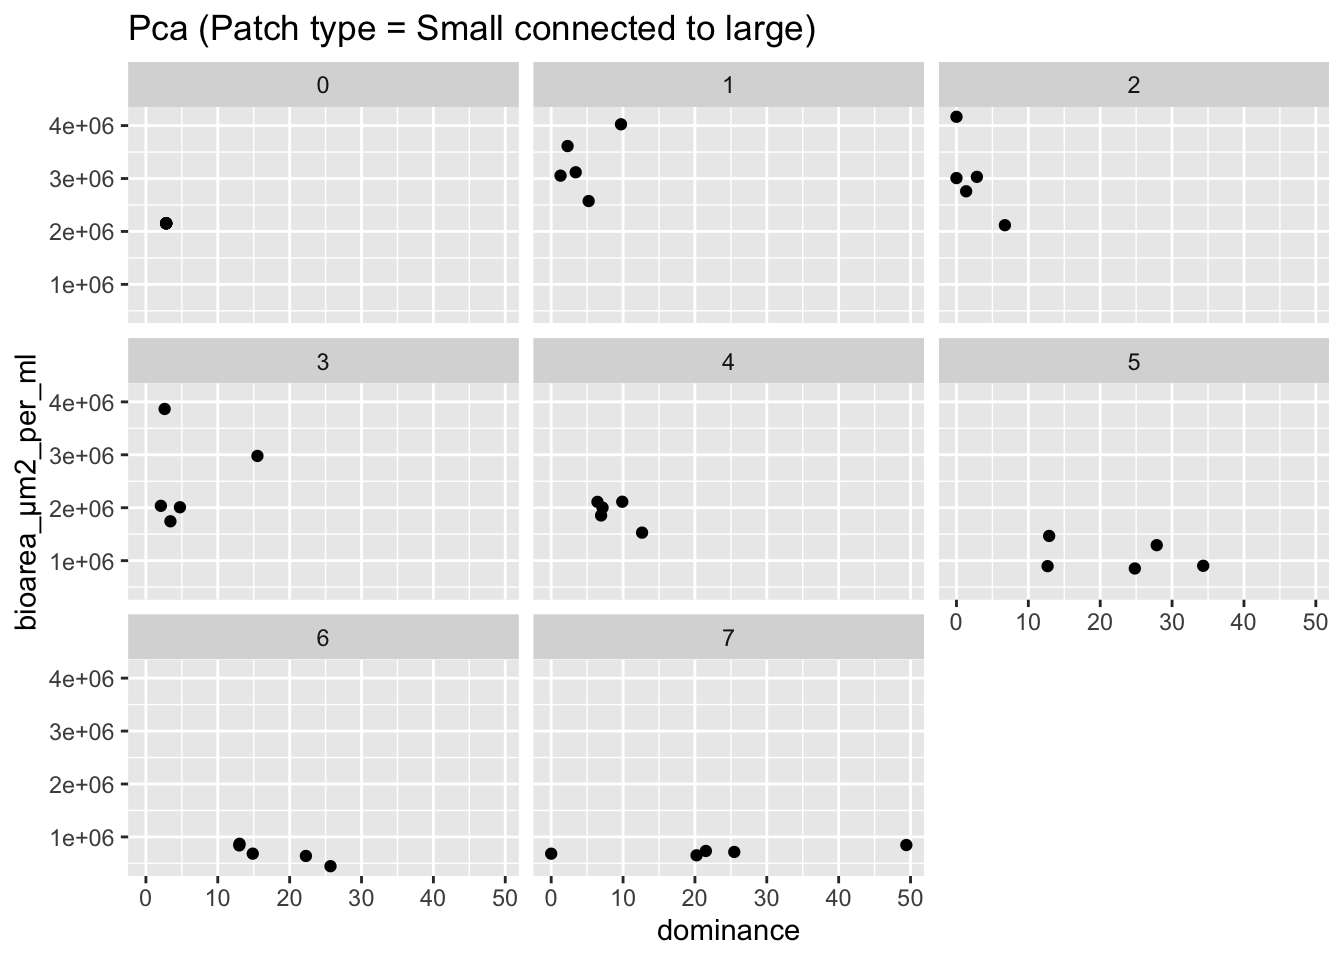 Pca (Patch type = Small connected to large)
0 1 2
4e+06
3e+06
2e+06
1e+06
3 4 5
4e+06
3e+06
2e+06
1e+06
0 10 20 30 40 50
6 7
4e+06
3e+06
2e+06
1e+06
0 10 20 30 40 50 0 10 20 30 40 50
dominance
bioarea_µm2_per_ml